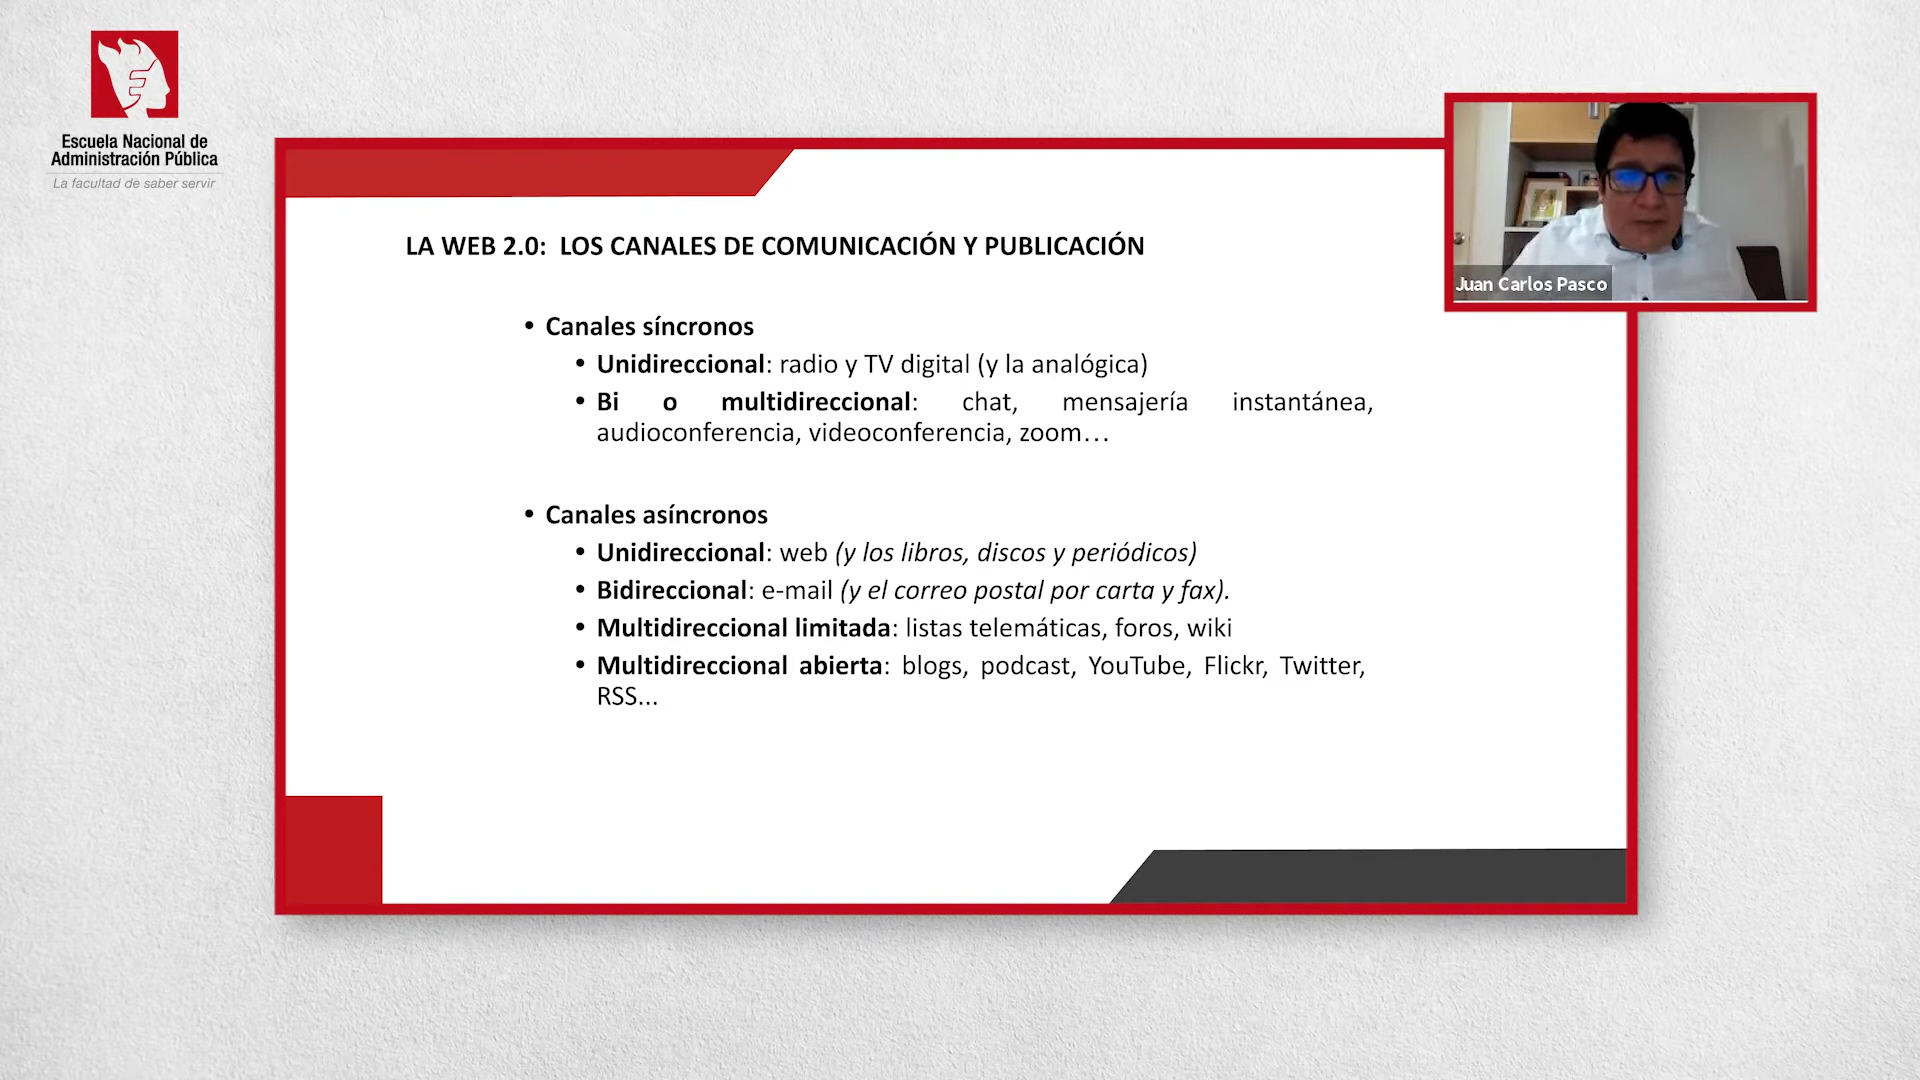 Escuela Nacional de
Administración Pública
La facultad de saber servir
LA WEB 2.0: LOS CANALES DE COMUNICACIÓN Y PUBLICACIÓN
Juan Carlos Pasco
• Canales síncronos
• Unidireccional: radio y TV digital (y la analógica)
• Bi o multidireccional: chat, mensajería instantánea,
audioconferencia, videoconferencia, zoom…
• Canales asíncronos
• Unidireccional: web (y los libros, discos y periódicos)
• Bidireccional: e-mail (y el correo postal por carta y fax).
• Multidireccional limitada: listas telemáticas, foros, wiki
• Multidireccional abierta: blogs, podcast, YouTube, Flickr, Twitter,
RSS...